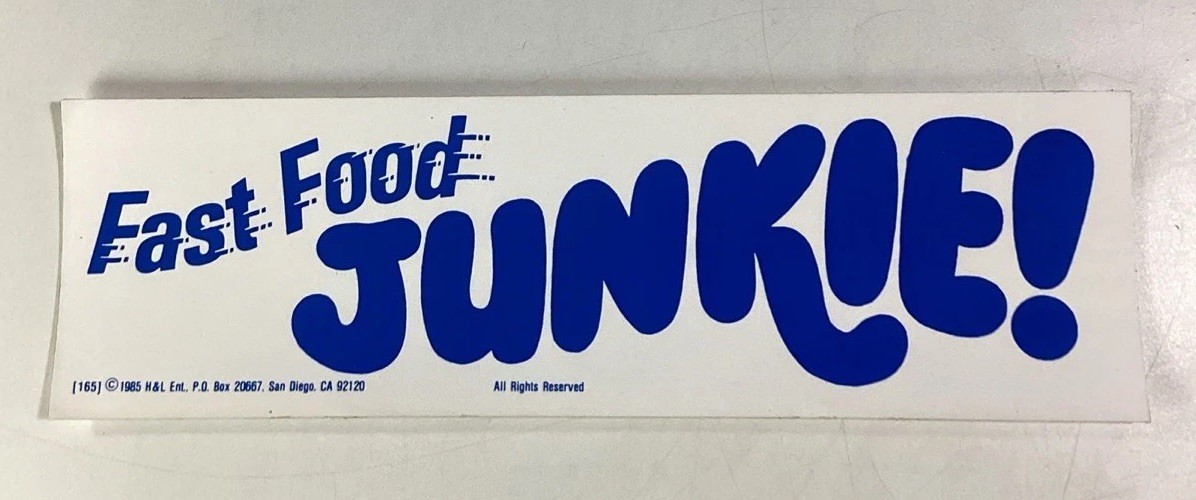 Fast Food
JUNKIE!
[165] © 1985 H&L Ent., P.O. Box 20667, San Diego, CA 92120 All Rights Reserved